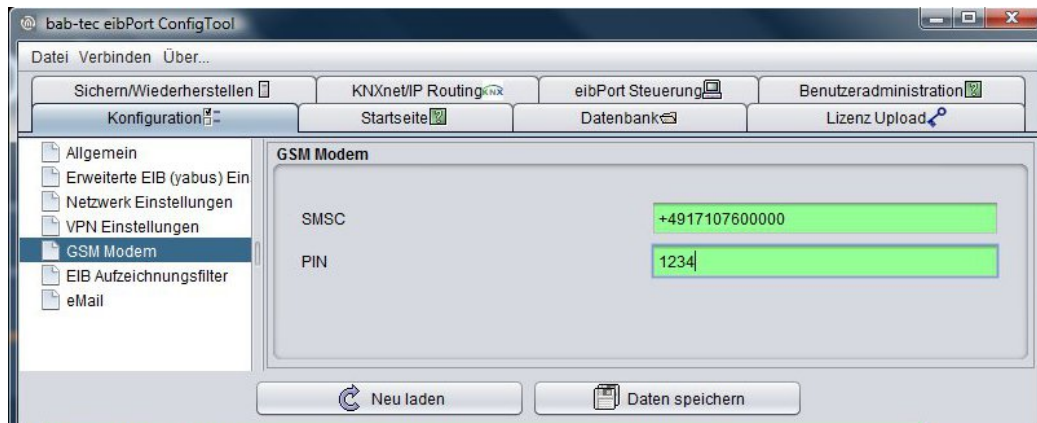 bab-tec eibPort ConfigTool
Datei Verbinden Über...
Sichern/Wiederherstellen KNXnet/IP Routing KNX eibPort Steuerung Benutzeradministration
Konfiguration Startseite Datenbank Lizenz Upload
Allgemein
Erweiterte EIB (yabus) Ein
Netzwerk Einstellungen
VPN Einstellungen
GSM Modem
EIB Aufzeichnungsfilter
eMail
GSM Modem
SMSC +4917107600000
PIN 1234
Neu laden Daten speichern